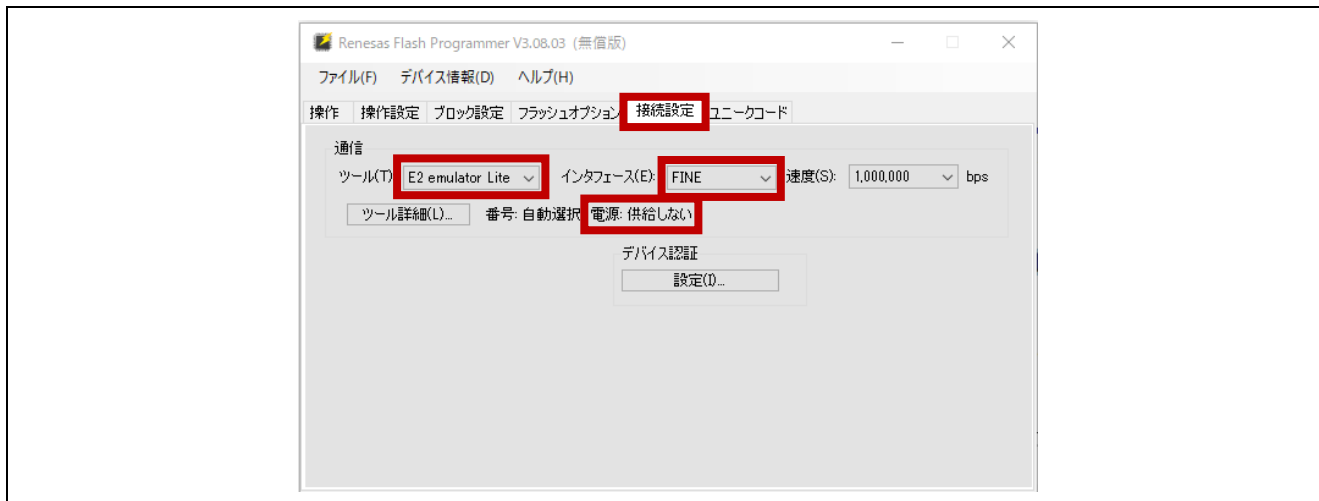 Renesas Flash Programmer V3.08.03 (無償版)
ファイル(F) デバイス情報(D) ヘルプ(H)
操作 操作設定 ブロック設定 フラッシュオプション 接続設定 ユニークコード
通信
ツール(T) E2 emulator Lite インタフェース(E): FINE 速度(S): 1,000,000 bps
ツール詳細(L)... 番号: 自動選択 電源: 供給しない
デバイス認証
設定(I)...